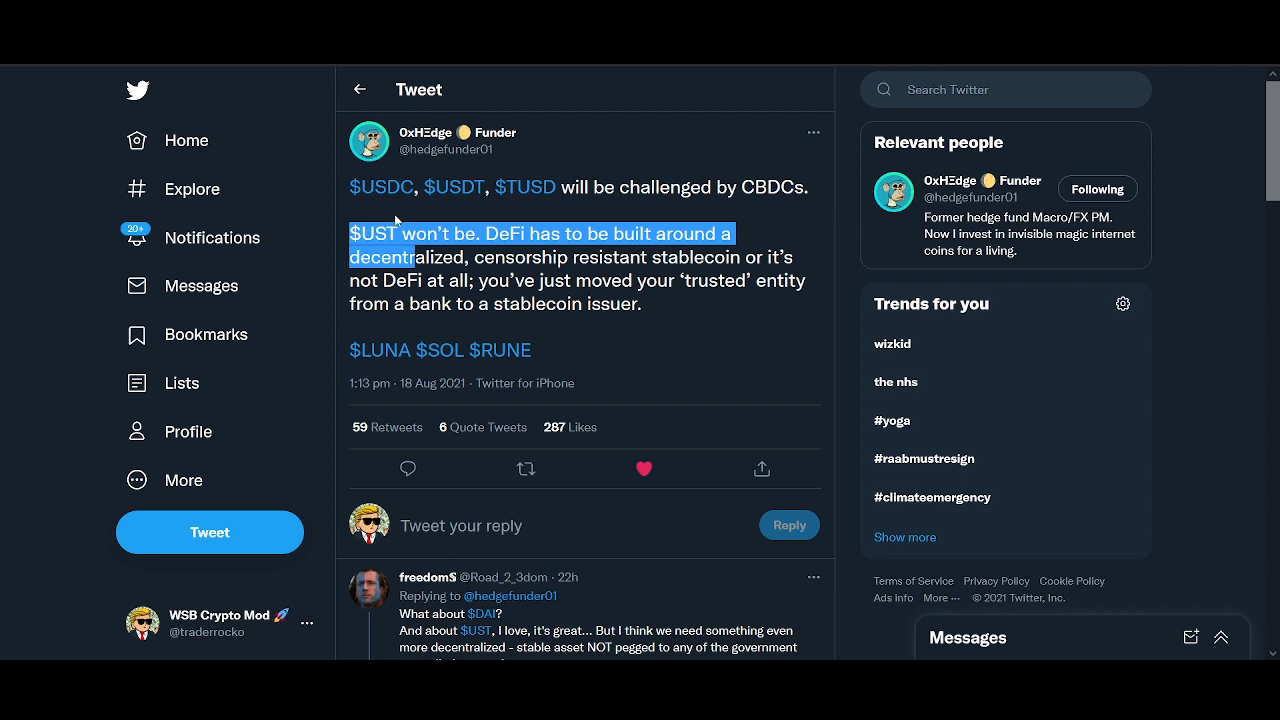 Home
Explore
20+
Notifications
Messages
Bookmarks
Lists
Profile
More
Tweet
WSB Crypto Mod 🚀
@traderrocko
Tweet
0xHΞdge 🌔 Funder
@hedgefunder01
$USDC, $USDT, $TUSD will be challenged by CBDCs.
$UST won’t be. DeFi has to be built around a
decentralized, censorship resistant stablecoin or it’s
not DeFi at all; you’ve just moved your ‘trusted’ entity
from a bank to a stablecoin issuer.
$LUNA $SOL $RUNE
1:13 pm · 18 Aug 2021 · Twitter for iPhone
59 Retweets 6 Quote Tweets 287 Likes
Tweet your reply
Reply
freedomS @Road_2_3dom · 22h
Replying to @hedgefunder01
What about $DAI?
And about $UST, I love, it's great... But I think we need something even
more decentralized - stable asset NOT pegged to any of the government
Search Twitter
Relevant people
0xHΞdge 🌔 Funder
@hedgefunder01
Following
Former hedge fund Macro/FX PM.
Now I invest in invisible magic internet
coins for a living.
Trends for you
wizkid
the nhs
#yoga
#raabmustresign
#climateemergency
Show more
Terms of Service Privacy Policy Cookie Policy
Ads info More ··· © 2021 Twitter, Inc.
Messages